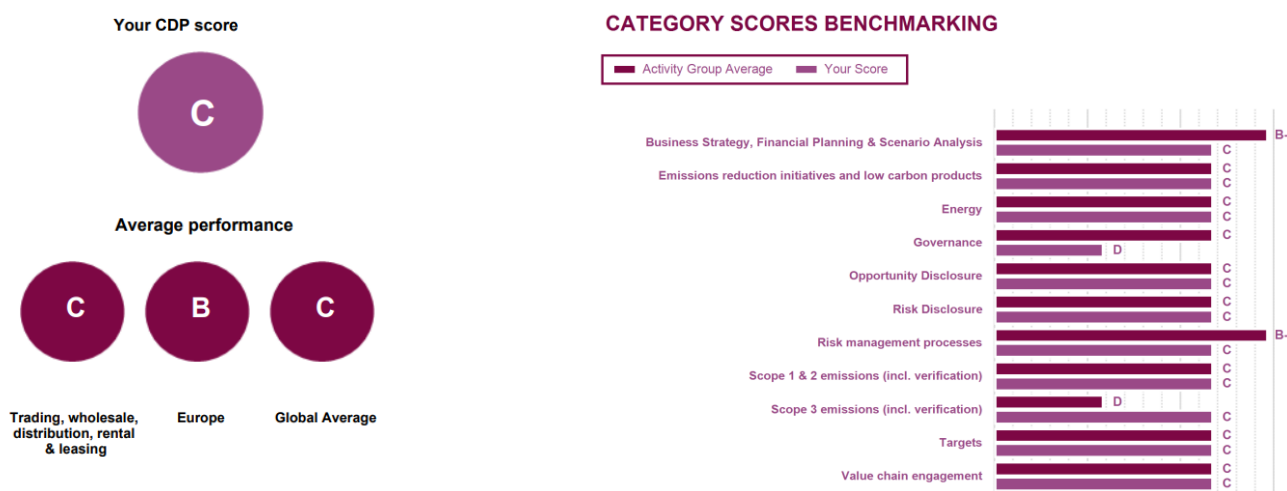 Your CDP score
C
Average performance
C B C
Trading, wholesale,
distribution, rental
& leasing
Europe
Global Average
CATEGORY SCORES BENCHMARKING
Activity Group Average Your Score
Business Strategy, Financial Planning & Scenario Analysis
B-
C
Emissions reduction initiatives and low carbon products
C
C
Energy
C
C
Governance
C
D
Opportunity Disclosure
C
C
Risk Disclosure
C
C
Risk management processes
B-
C
Scope 1 & 2 emissions (incl. verification)
C
C
Scope 3 emissions (incl. verification)
D
C
Targets
C
C
Value chain engagement
C
C